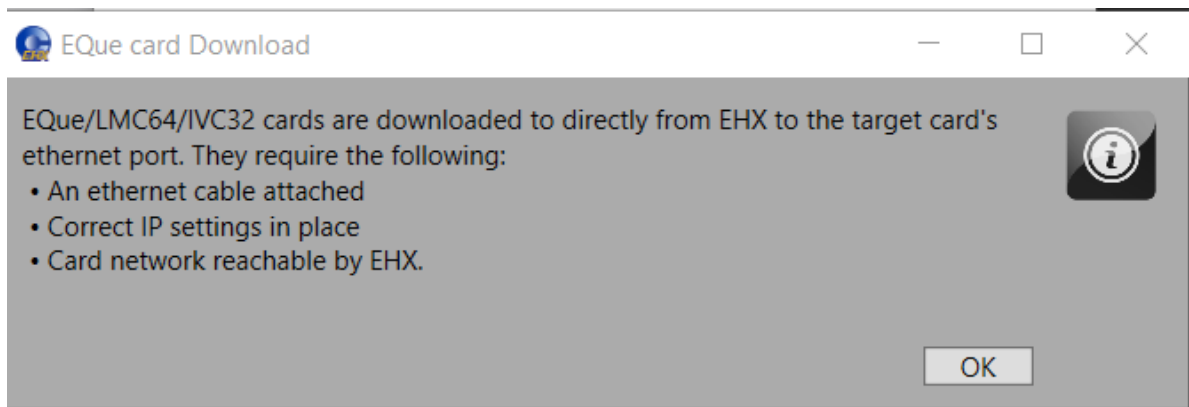 EQue card Download
EQue/LMC64/IVC32 cards are downloaded to directly from EHX to the target card's
ethernet port. They require the following:
• An ethernet cable attached
• Correct IP settings in place
• Card network reachable by EHX.
OK